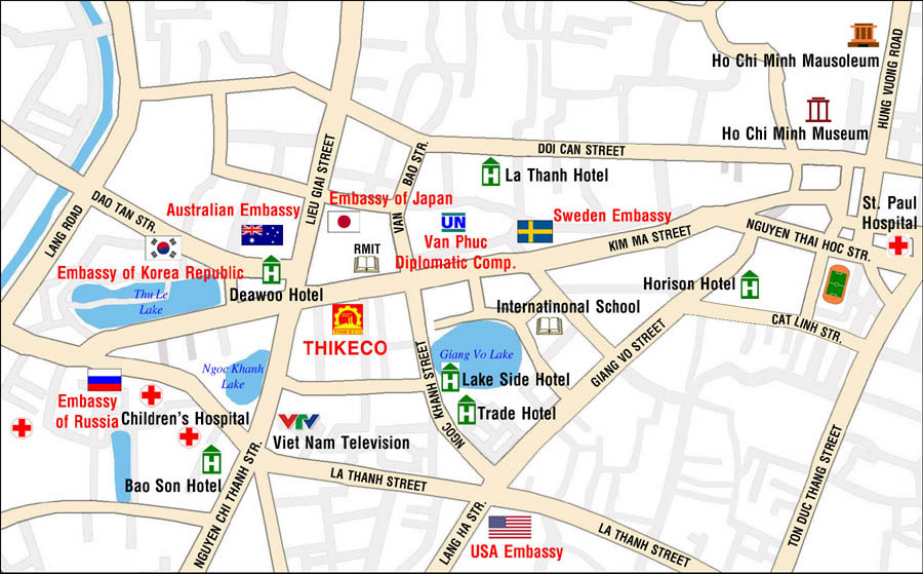 Ho Chi Minh Mausoleum
HUNG VUONG ROAD
Ho Chi Minh Museum
DOI CAN STREET
BAO STR.
VAN
LIEU GIAI STREET
La Thanh Hotel
DAO TAN STR.
LANG ROAD
Australian Embassy
Embassy of Japan
UN
Van Phuc
Diplomatic Comp.
Sweden Embassy
KIM MA STREET
NGUYEN THAI HOC STR.
St. Paul
Hospital
RMIT
Embassy of Korea Republic
Thu Le
Lake
Deawoo Hotel
Horison Hotel
THIKECO
THIKECO
Internatinonal School
CAT LINH STR.
GIANG VO STREET
Giang Vo Lake
NGOC KHANH STREET
Ngoc Khanh
Lake
Lake Side Hotel
Trade Hotel
Embassy
of Russia
Children's Hospital
VTV
Viet Nam Television
Bao Son Hotel
NGUYEN CHI THANH STR.
LA THANH STREET
LANG HA STR.
USA Embassy
LA THANH STREET
TON DUC THANG STREET